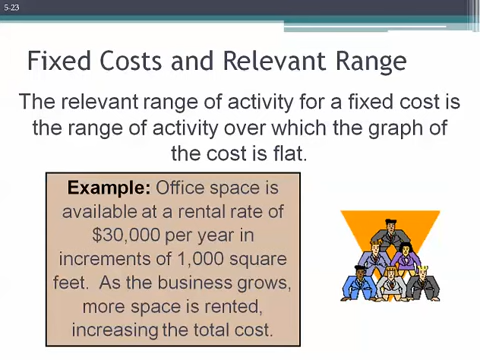 5-23
Fixed Costs and Relevant Range
The relevant range of activity for a fixed cost is
the range of activity over which the graph of
the cost is flat.
Example: Office space is
available at a rental rate of
$30,000 per year in
increments of 1,000 square
feet. As the business grows,
more space is rented,
increasing the total cost.